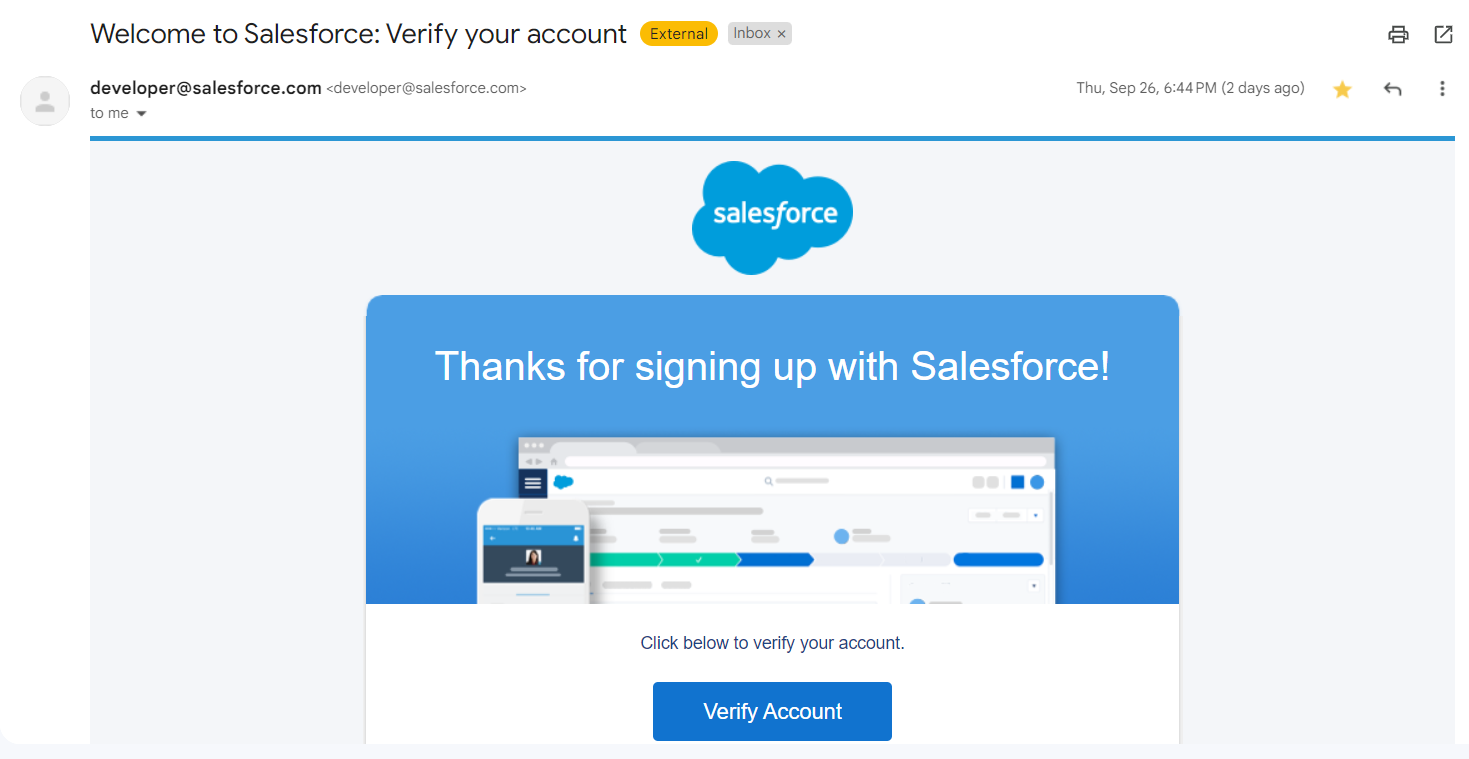 Welcome to Salesforce: Verify your account External Inbox ×
developer@salesforce.com <developer@salesforce.com> Thu, Sep 26, 6:44 PM (2 days ago)
to me
salesforce
Thanks for signing up with Salesforce!
Click below to verify your account.
Verify Account